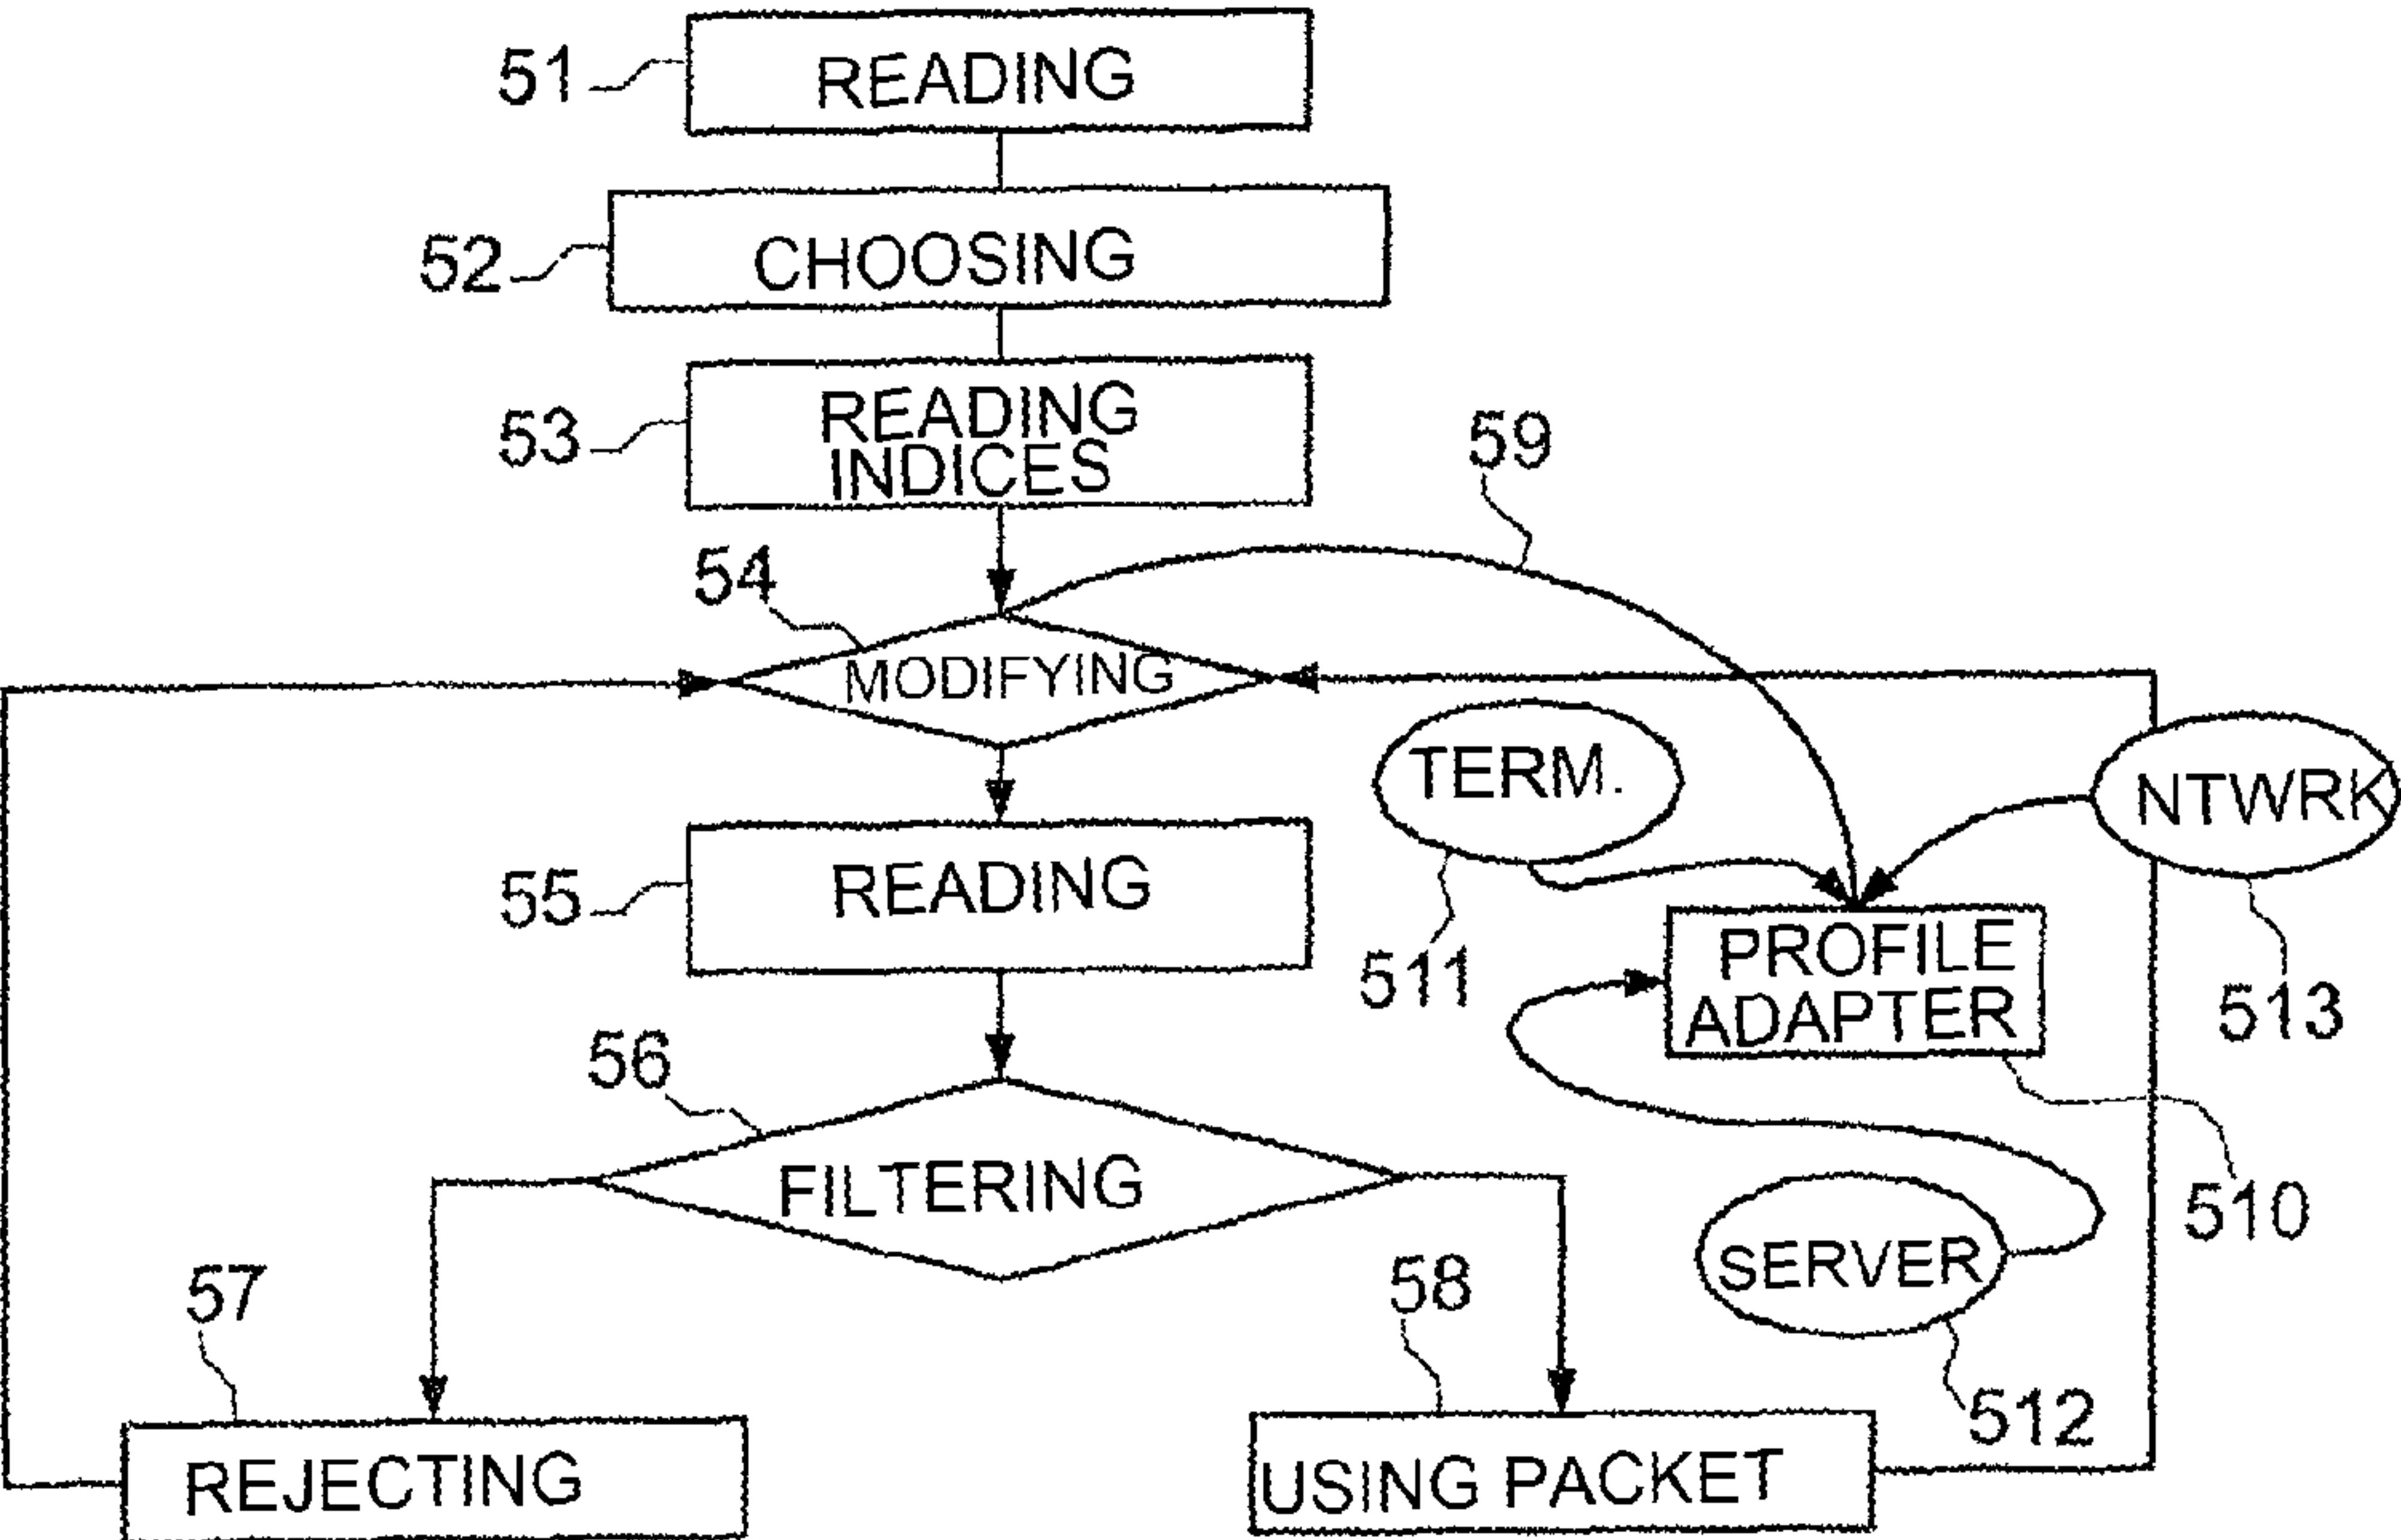 51
READING
52
CHOOSING
53
READING
INDICES
59
54
MODIFYING
TERM.
NTWRK
55
READING
511
PROFILE
ADAPTER
513
56
FILTERING
510
SERVER
57
58
512
REJECTING
USING PACKET